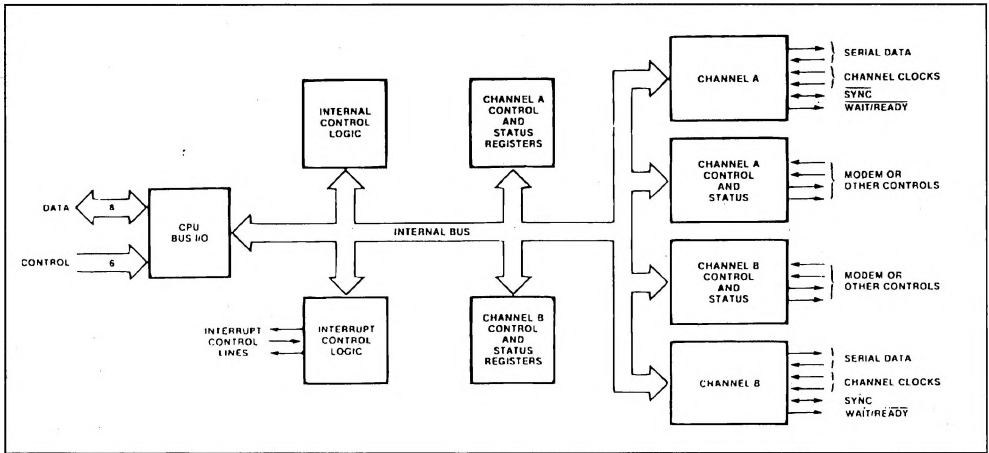 INTERNAL
CONTROL
LOGIC
CHANNEL A
CONTROL
AND
STATUS
REGISTERS
CHANNEL A
SERIAL DATA
CHANNEL CLOCKS
SYNC
WAIT/READY
CHANNEL A
CONTROL
AND
STATUS
MODEM OR
OTHER CONTROLS
DATA
8
CPU
BUS I/O
INTERNAL BUS
CONTROL
6
CHANNEL B
CONTROL
AND
STATUS
MODEM OR
OTHER CONTROLS
INTERRUPT
CONTROL
LINES
INTERRUPT
CONTROL
LOGIC
CHANNEL B
CONTROL
AND
STATUS
REGISTERS
CHANNEL B
SERIAL DATA
CHANNEL CLOCKS
SYNC
WAIT/READY